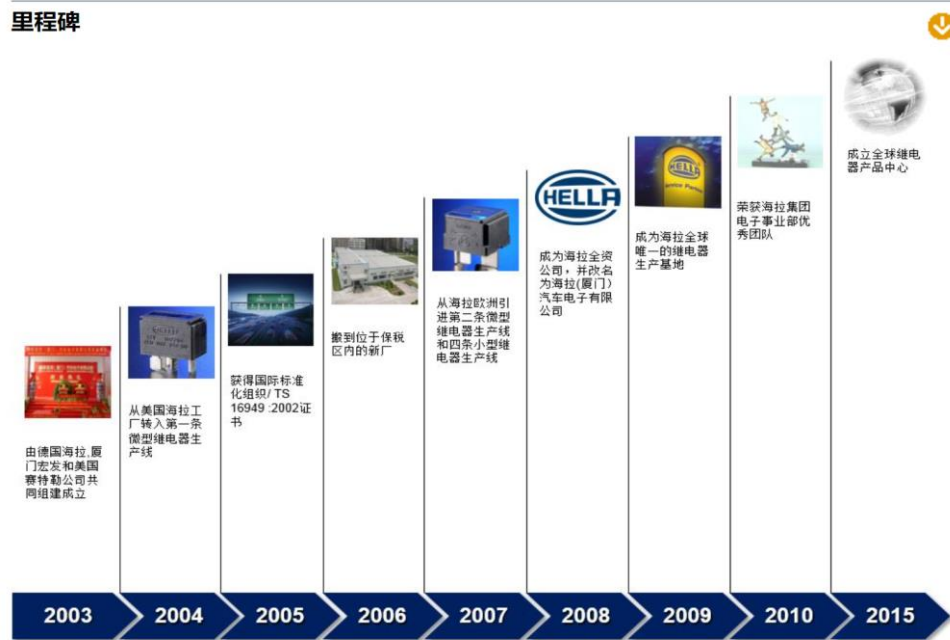 里程碑
由德国海拉,厦
门宏发和美国
赛特勒公司共
同组建成立
从美国海拉工
厂转入第一条
微型继电器生
产线
获得国际标准
化组织/ TS
16949 :2002证
书
搬到位于保税
区内的新厂
从海拉欧洲引
进第二条微型
继电器生产线
和四条小型继
电器生产线
HELLA
成为海拉全资
公司，并改名
为海拉(厦门）
汽车电子有限
公司
HELLA
Service Partner
成为海拉全球
唯一的继电器
生产基地
荣获海拉集团
电子事业部优
秀团队
成立全球继电
器产品中心
2003
2004
2005
2006
2007
2008
2009
2010
2015